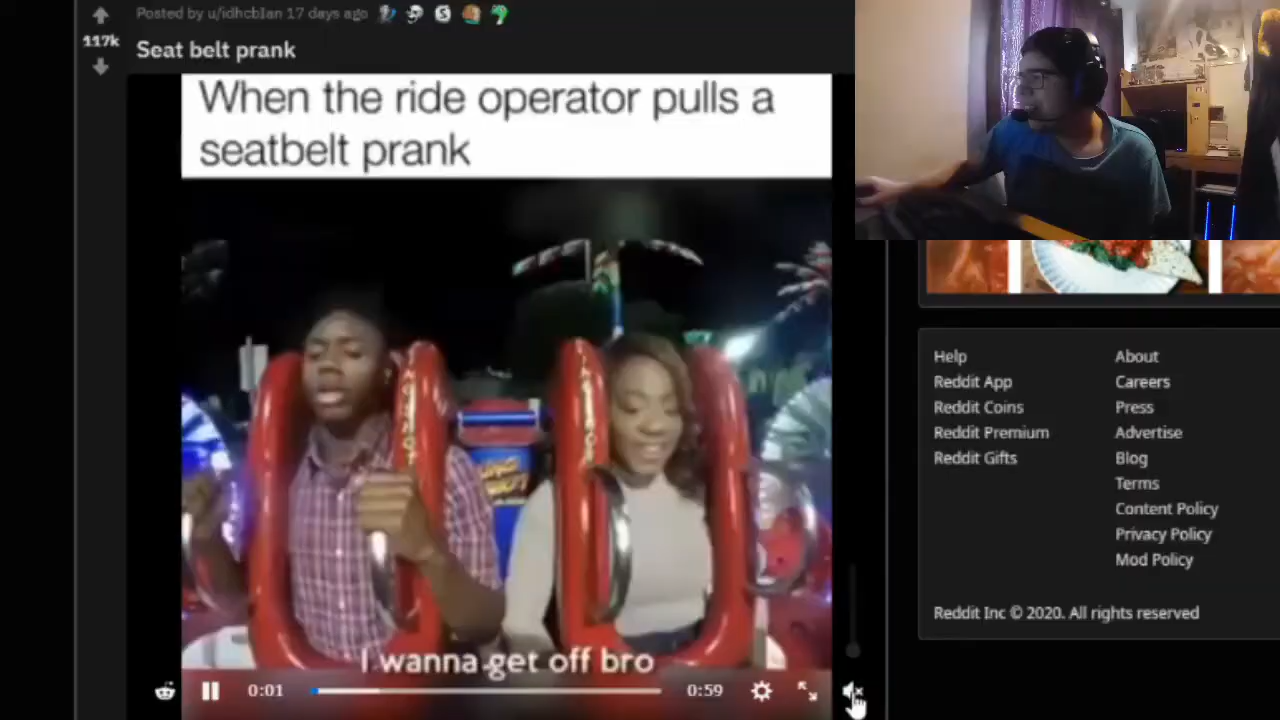 Posted by u/idhcblan 17 days ago
117k
Seat belt prank
When the ride operator pulls a
seatbelt prank
I wanna get off bro
0:01
0:59
Help
About
Reddit App
Careers
Reddit Coins
Press
Reddit Premium
Advertise
Reddit Gifts
Blog
Terms
Content Policy
Privacy Policy
Mod Policy
Reddit Inc © 2020. All rights reserved